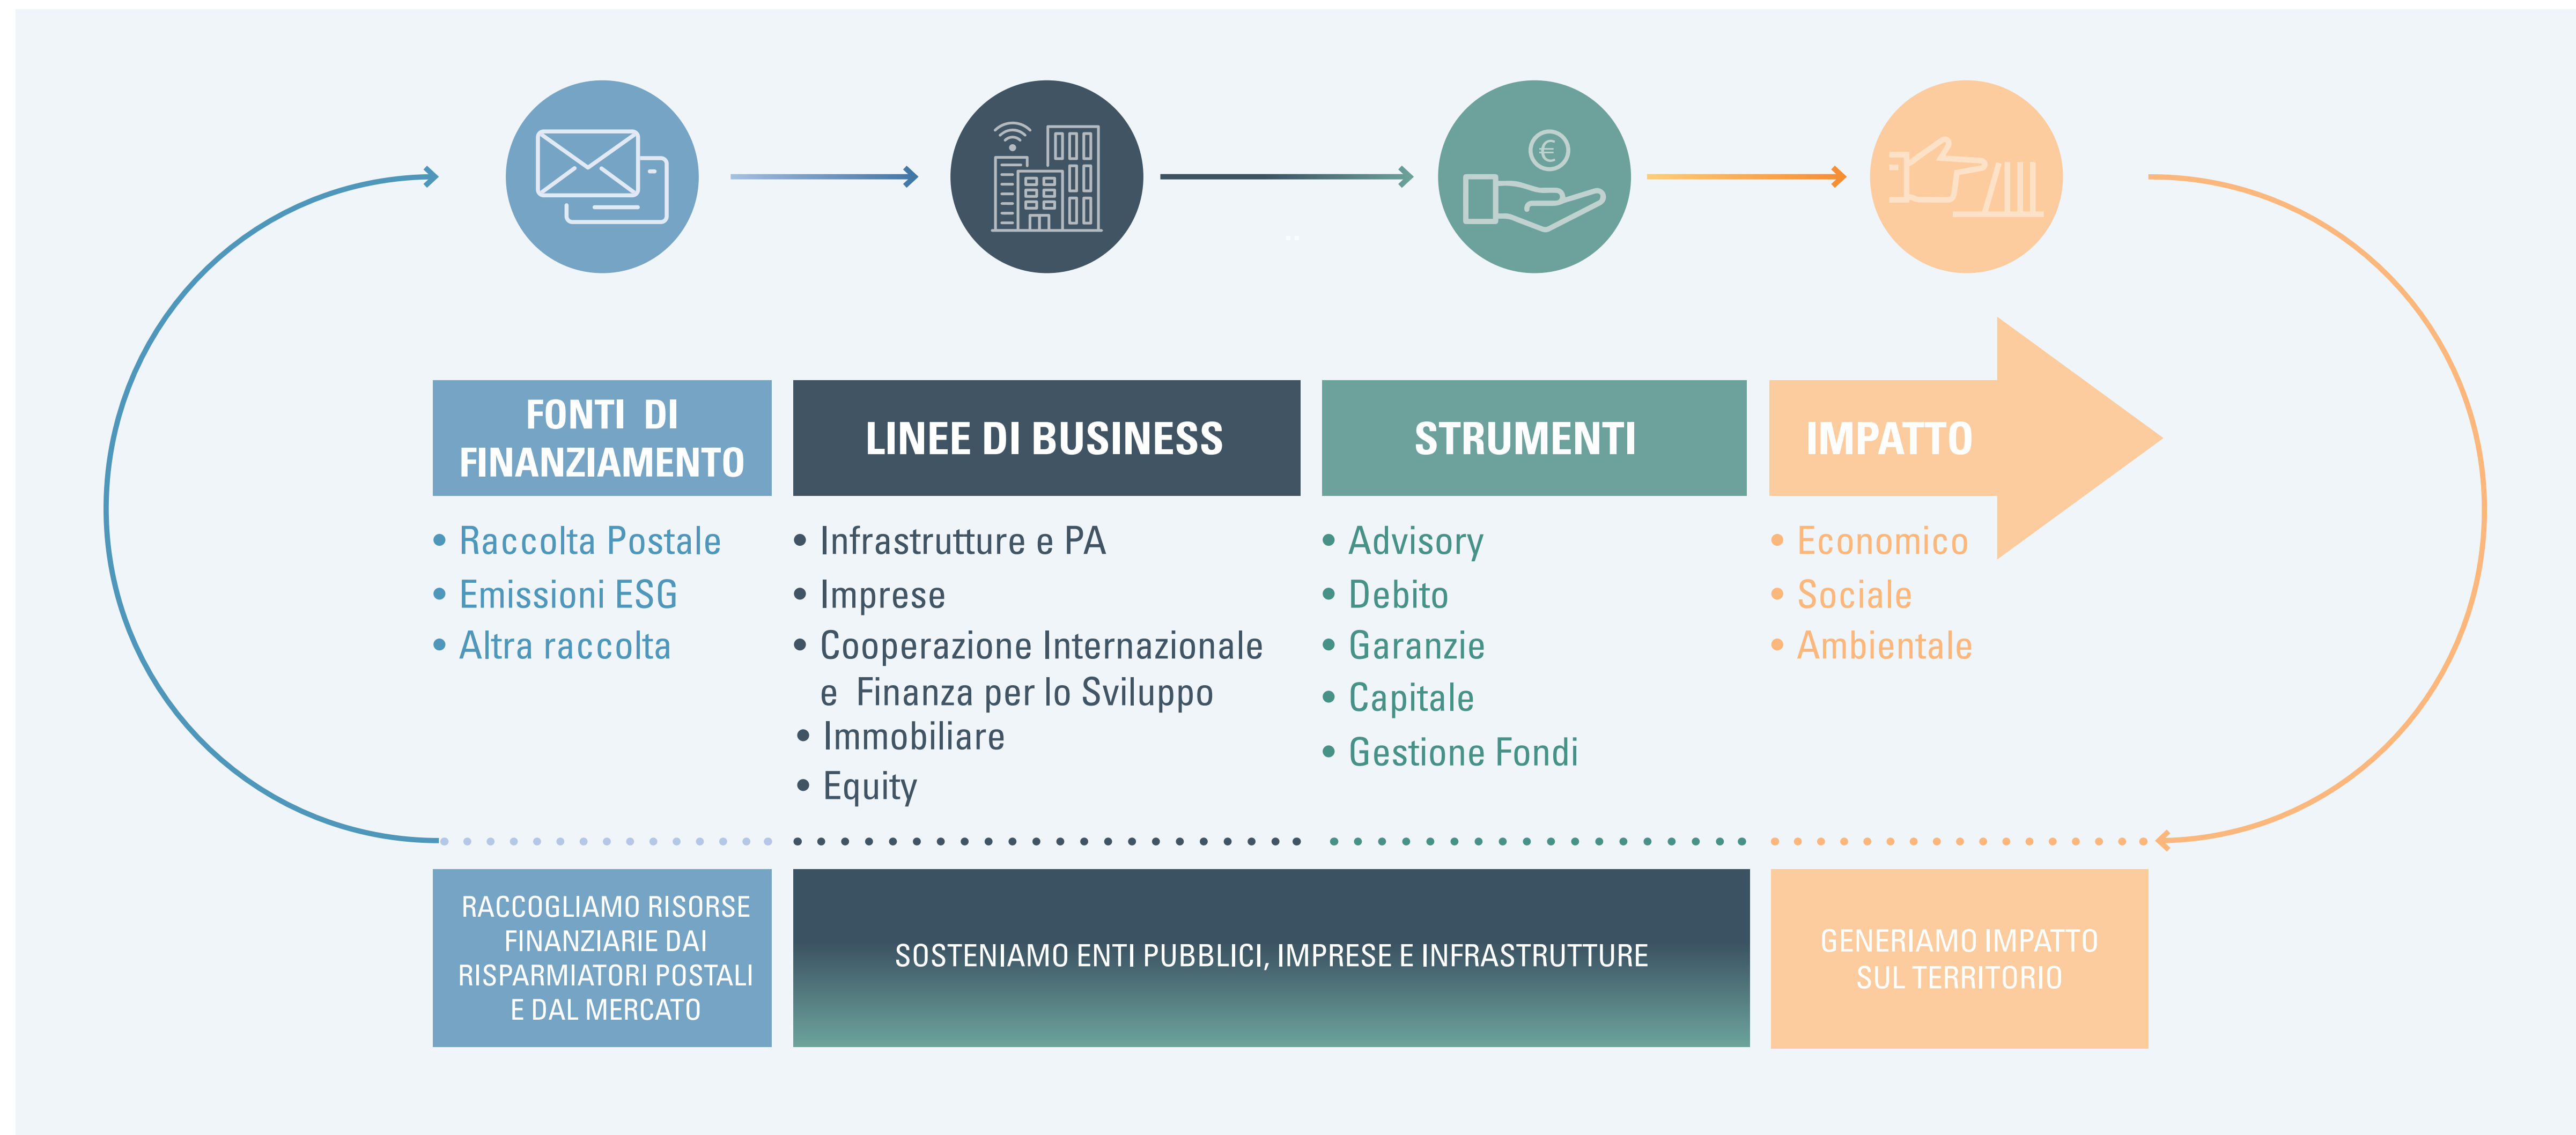 FONTI DI
FINANZIAMENTO
• Raccolta Postale
• Emissioni ESG
• Altra raccolta
LINEE DI BUSINESS
• Infrastrutture e PA
• Imprese
• Cooperazione Internazionale
e Finanza per lo Sviluppo
• Immobiliare
• Equity
STRUMENTI
• Advisory
• Debito
• Garanzie
• Capitale
• Gestione Fondi
IMPATTO
• Economico
• Sociale
• Ambientale
RACCOGLIAMO RISORSE
FINANZIARIE DAI
RISPARMIATORI POSTALI
E DAL MERCATO
SOSTENIAMO ENTI PUBBLICI, IMPRESE E INFRASTRUTTURE
GENERIAMO IMPATTO
SUL TERRITORIO